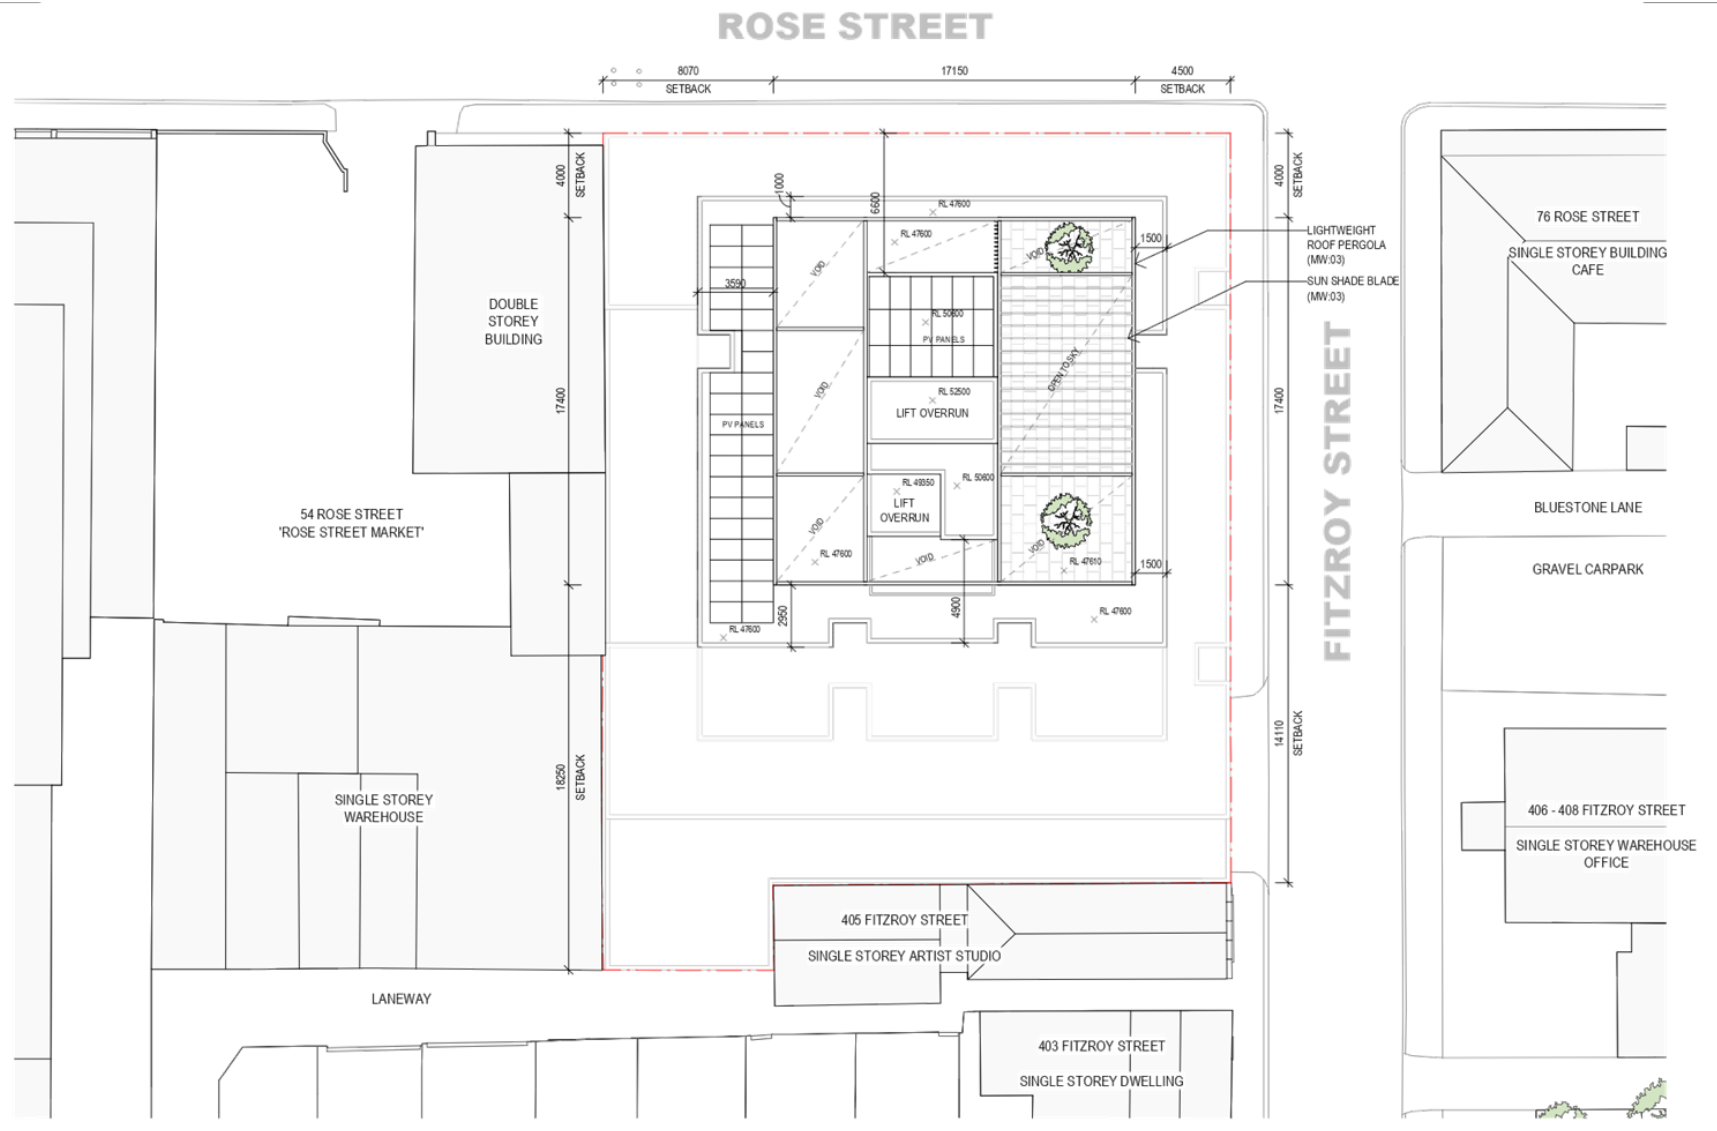 ROSE STREET
8070
17150
4500
SETBACK
SETBACK
4000
SETBACK
1000
6600
RL 47600
RL 47600
4000
SETBACK
VOID
VOID
1500
LIGHTWEIGHT
ROOF PERGOLA
(MW:03)
SUN SHADE BLADE
(MW:03)
76 ROSE STREET
SINGLE STOREY BUILDING
CAFE
3590
DOUBLE
STOREY
BUILDING
RL 50600
PV PANELS
OPEN TO SKY
VOID
RL 52500
LIFT OVERRUN
17400
17400
FITZROY STREET
PV PANELS
54 ROSE STREET
'ROSE STREET MARKET'
RL 49350
LIFT
OVERRUN
RL 50600
VOID
RL 47600
VOID
VOID
RL 47610
1500
BLUESTONE LANE
GRAVEL CARPARK
2950
4900
RL 47600
RL 47600
14110
SETBACK
18250
SETBACK
SINGLE STOREY
WAREHOUSE
406 - 408 FITZROY STREET
SINGLE STOREY WAREHOUSE
OFFICE
405 FITZROY STREET
SINGLE STOREY ARTIST STUDIO
LANEWAY
403 FITZROY STREET
SINGLE STOREY DWELLING